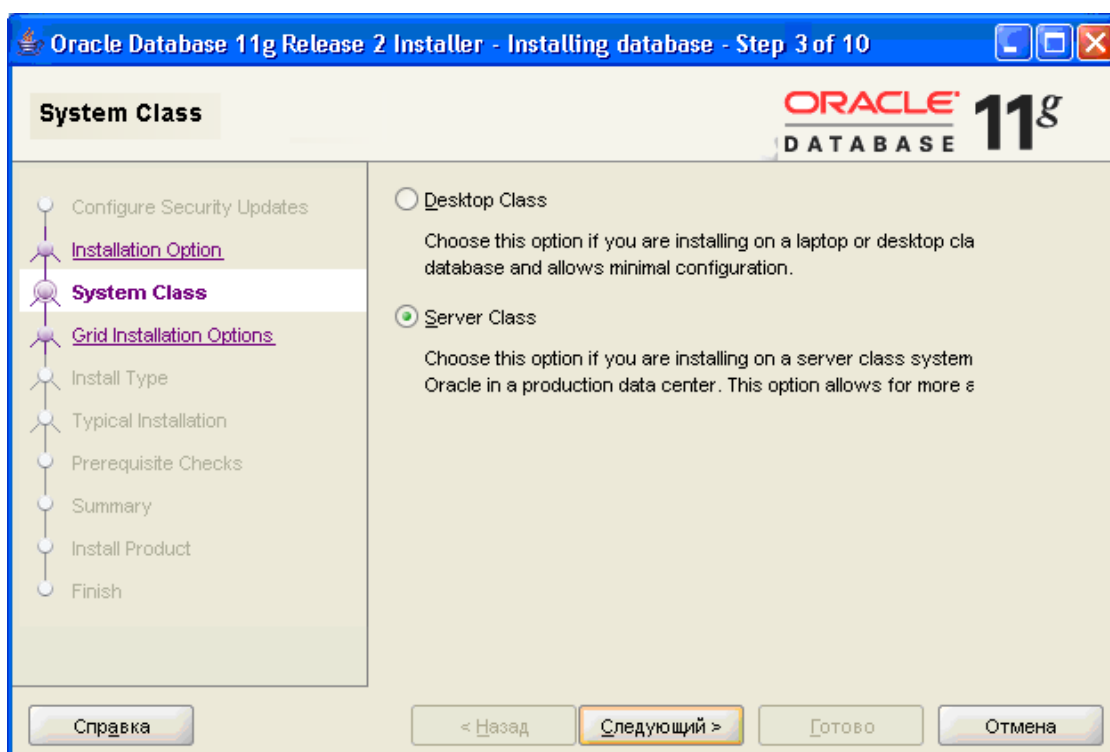 Oracle Database 11g Release 2 Installer - Installing database - Step 3 of 10
System Class
ORACLE
DATABASE
11g
Configure Security Updates
Installation Option
System Class
Grid Installation Options
Install Type
Typical Installation
Prerequisite Checks
Summary
Install Product
Finish
Desktop Class
Choose this option if you are installing on a laptop or desktop cla
database and allows minimal configuration.
Server Class
Choose this option if you are installing on a server class system
Oracle in a production data center. This option allows for more
Справка
< Назад
Следующий >
Готово
Отмена